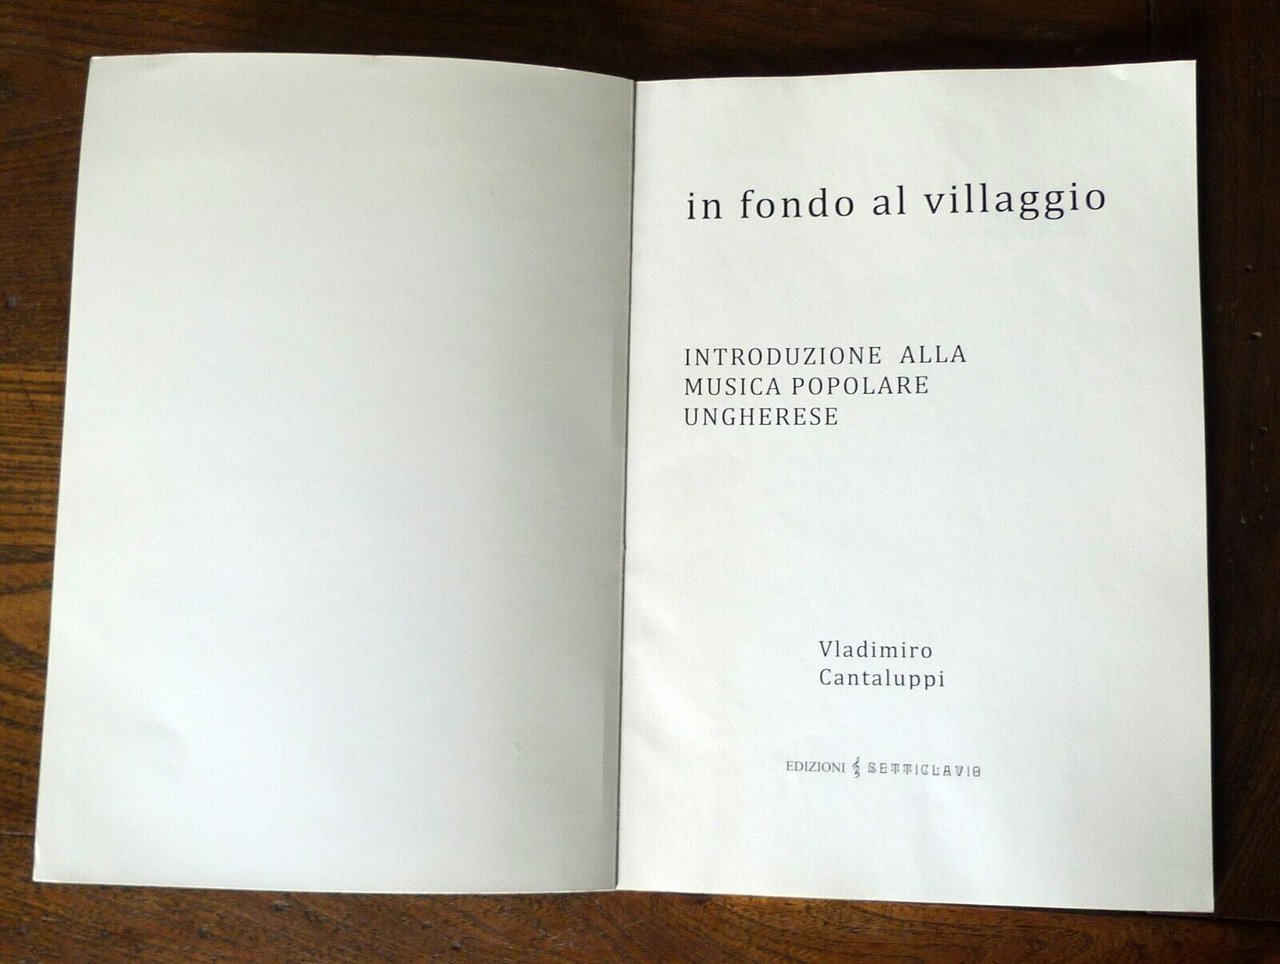 in fondo al villaggio
INTRODUZIONE ALLA
MUSICA POPOLARE
UNGHERESE
Vladimiro
Cantaluppi
EDIZIONI SETTICLAVIO